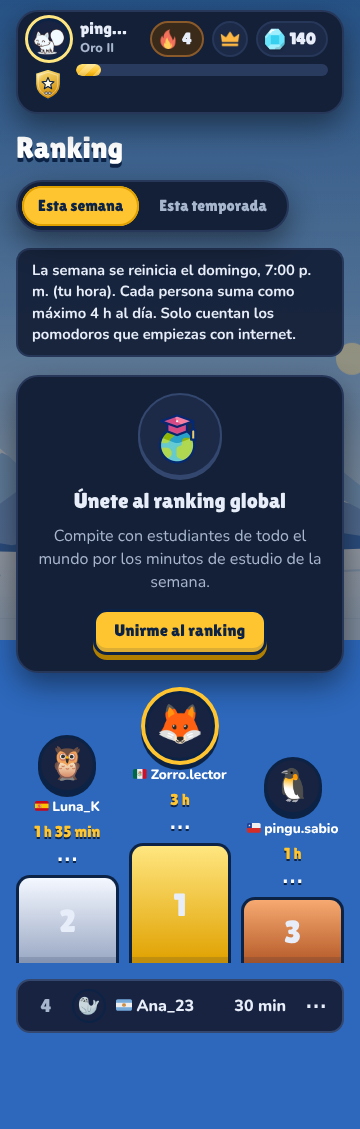 ping...
Oro II
4
140
Ranking
Esta semana
Esta temporada
La semana se reinicia el domingo, 7:00 p.
m. (tu hora). Cada persona suma como
máximo 4 h al día. Solo cuentan los
pomodoros que empiezas con internet.
Únete al ranking global
Compite con estudiantes de todo el
mundo por los minutos de estudio de la
semana.
Unirme al ranking
Zorro.lector
3 h
...
Luna_K
1 h 35 min
...
pingu.sabio
1 h
...
2
1
3
4 Ana_23 30 min ...